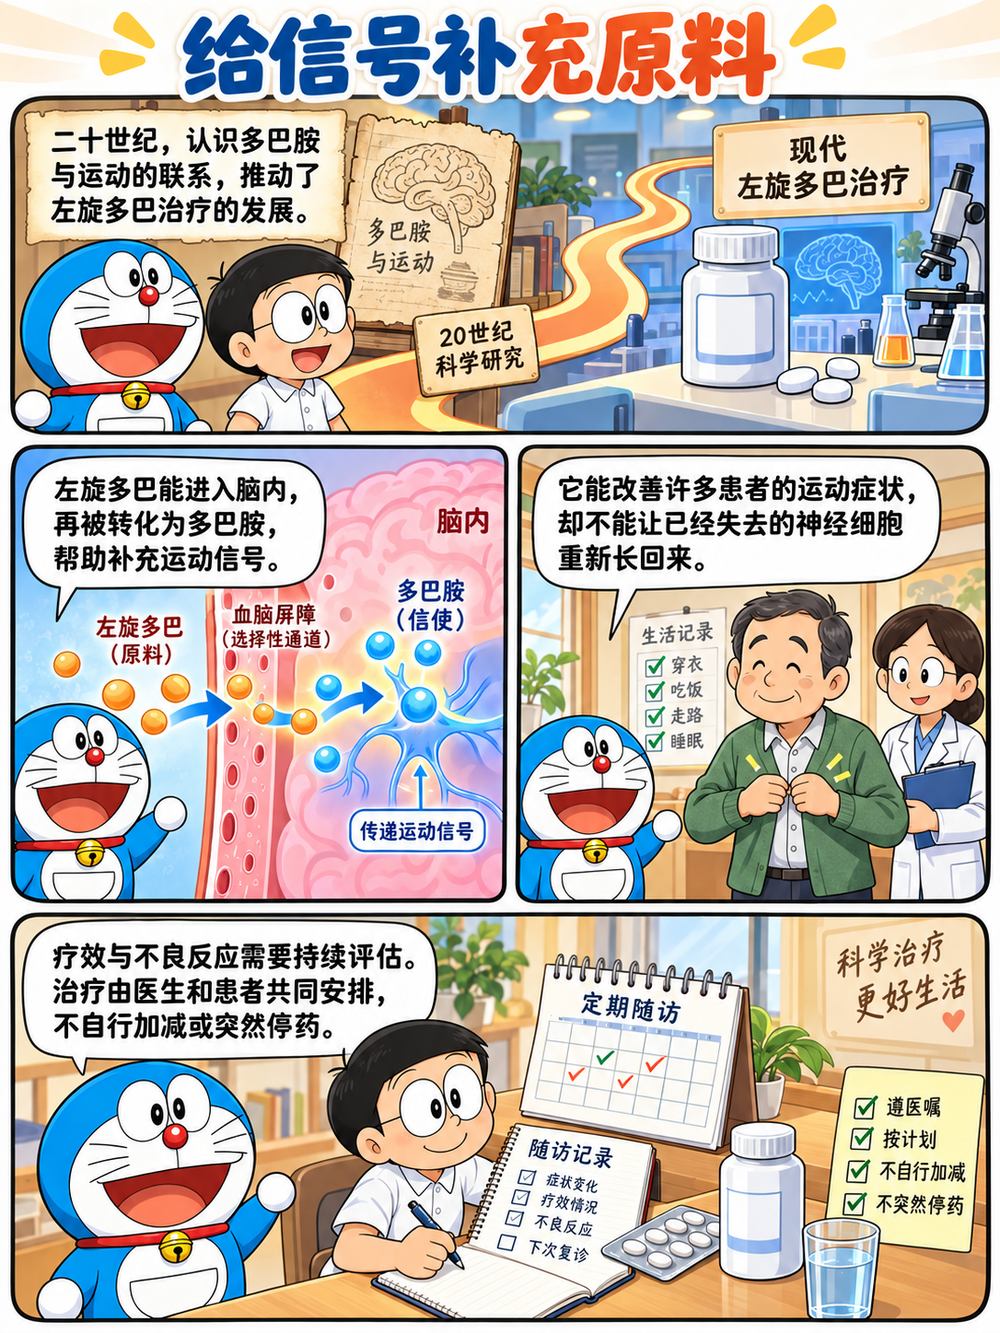 给信号补充原料
二十世纪，认识多巴胺
与运动的联系，推动了
左旋多巴治疗的发展。
多巴胺
与运动
20世纪
科学研究
现代
左旋多巴治疗
左旋多巴能进入脑内，
再被转化为多巴胺，
帮助补充运动信号。
脑内
左旋多巴
（原料）
血脑屏障
（选择性通道）
多巴胺
（信使）
传递运动信号
它能改善许多患者的运动症状，
却不能让已经失去的神经细胞
重新长回来。
生活记录
穿衣
吃饭
走路
睡眠
疗效与不良反应需要持续评估。
治疗由医生和患者共同安排，
不自行加减或突然停药。
定期随访
科学治疗
更好生活
随访记录
症状变化
疗效情况
不良反应
下次复诊
遵医嘱
按计划
不自行加减
不突然停药